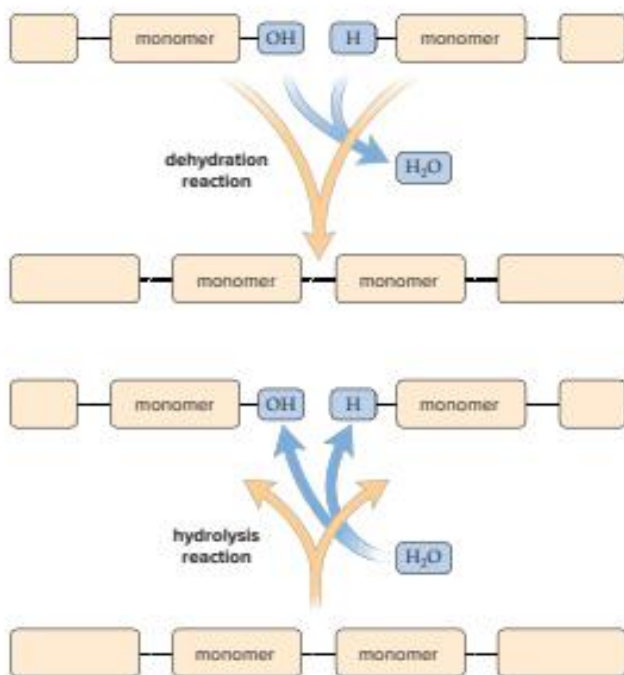 monomer OH H monomer
dehydration
reaction
H₂O
monomer monomer
monomer OH H monomer
hydrolysis
reaction
H₂O
monomer monomer